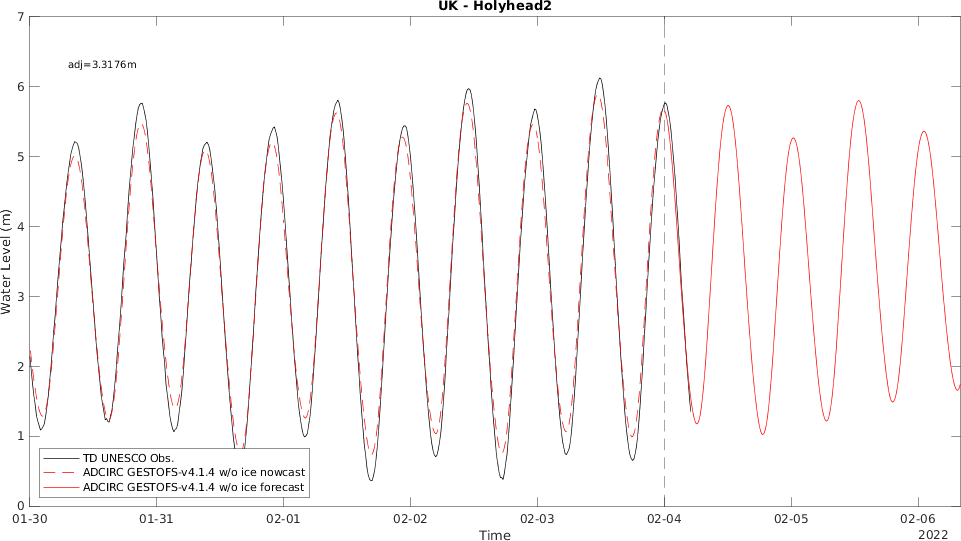 UK - Holyhead2
7
adj=3.3176m
6
5
4
Water Level (m)
3
2
1
TD UNESCO Obs.
ADCIRC GESTOFS-v4.1.4 w/o ice nowcast
ADCIRC GESTOFS-v4.1.4 w/o ice forecast
0
01-30 01-31 02-01 02-02 02-03 02-04 02-05 02-06
Time 2022